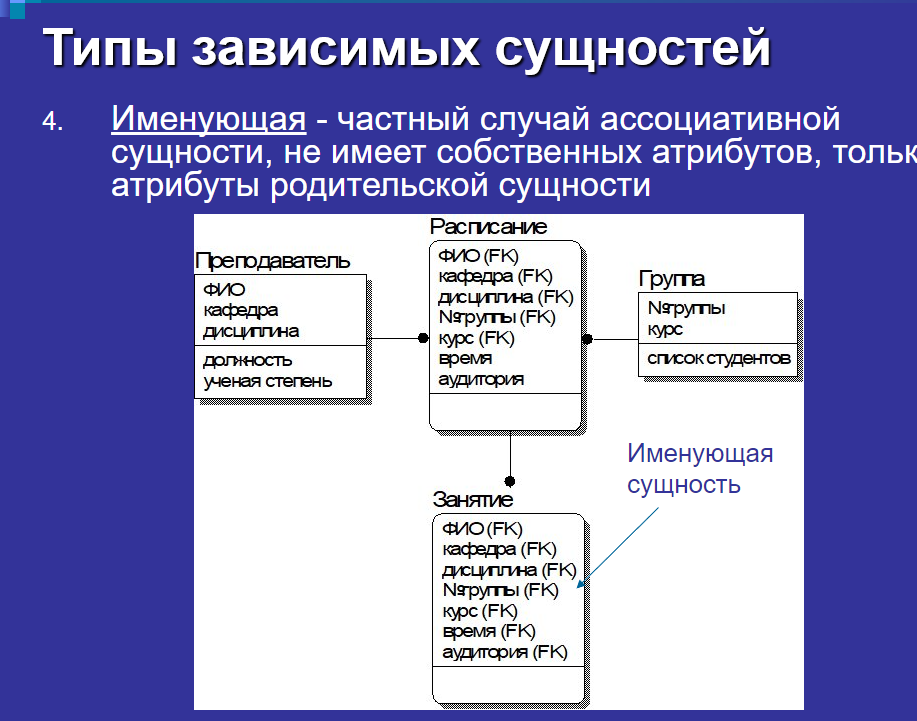 Типы зависимых сущностей
4. Именующая - частный случай ассоциативной
сущности, не имеет собственных атрибутов, тольк
атрибуты родительской сущности
Расписание
ФИО (FK)
кафедра (FK)
дисциплина (FK)
№группы (FK)
курс (FK)
время
аудитория
Преподаватель
ФИО
кафедра
дисциплина
должность
ученая степень
Группа
№группы
курс
список студентов
Именующая
сущность
Занятие
ФИО (FK)
кафедра (FK)
дисциплина (FK)
№группы (FK)
курс (FK)
время (FK)
аудитория (FK)